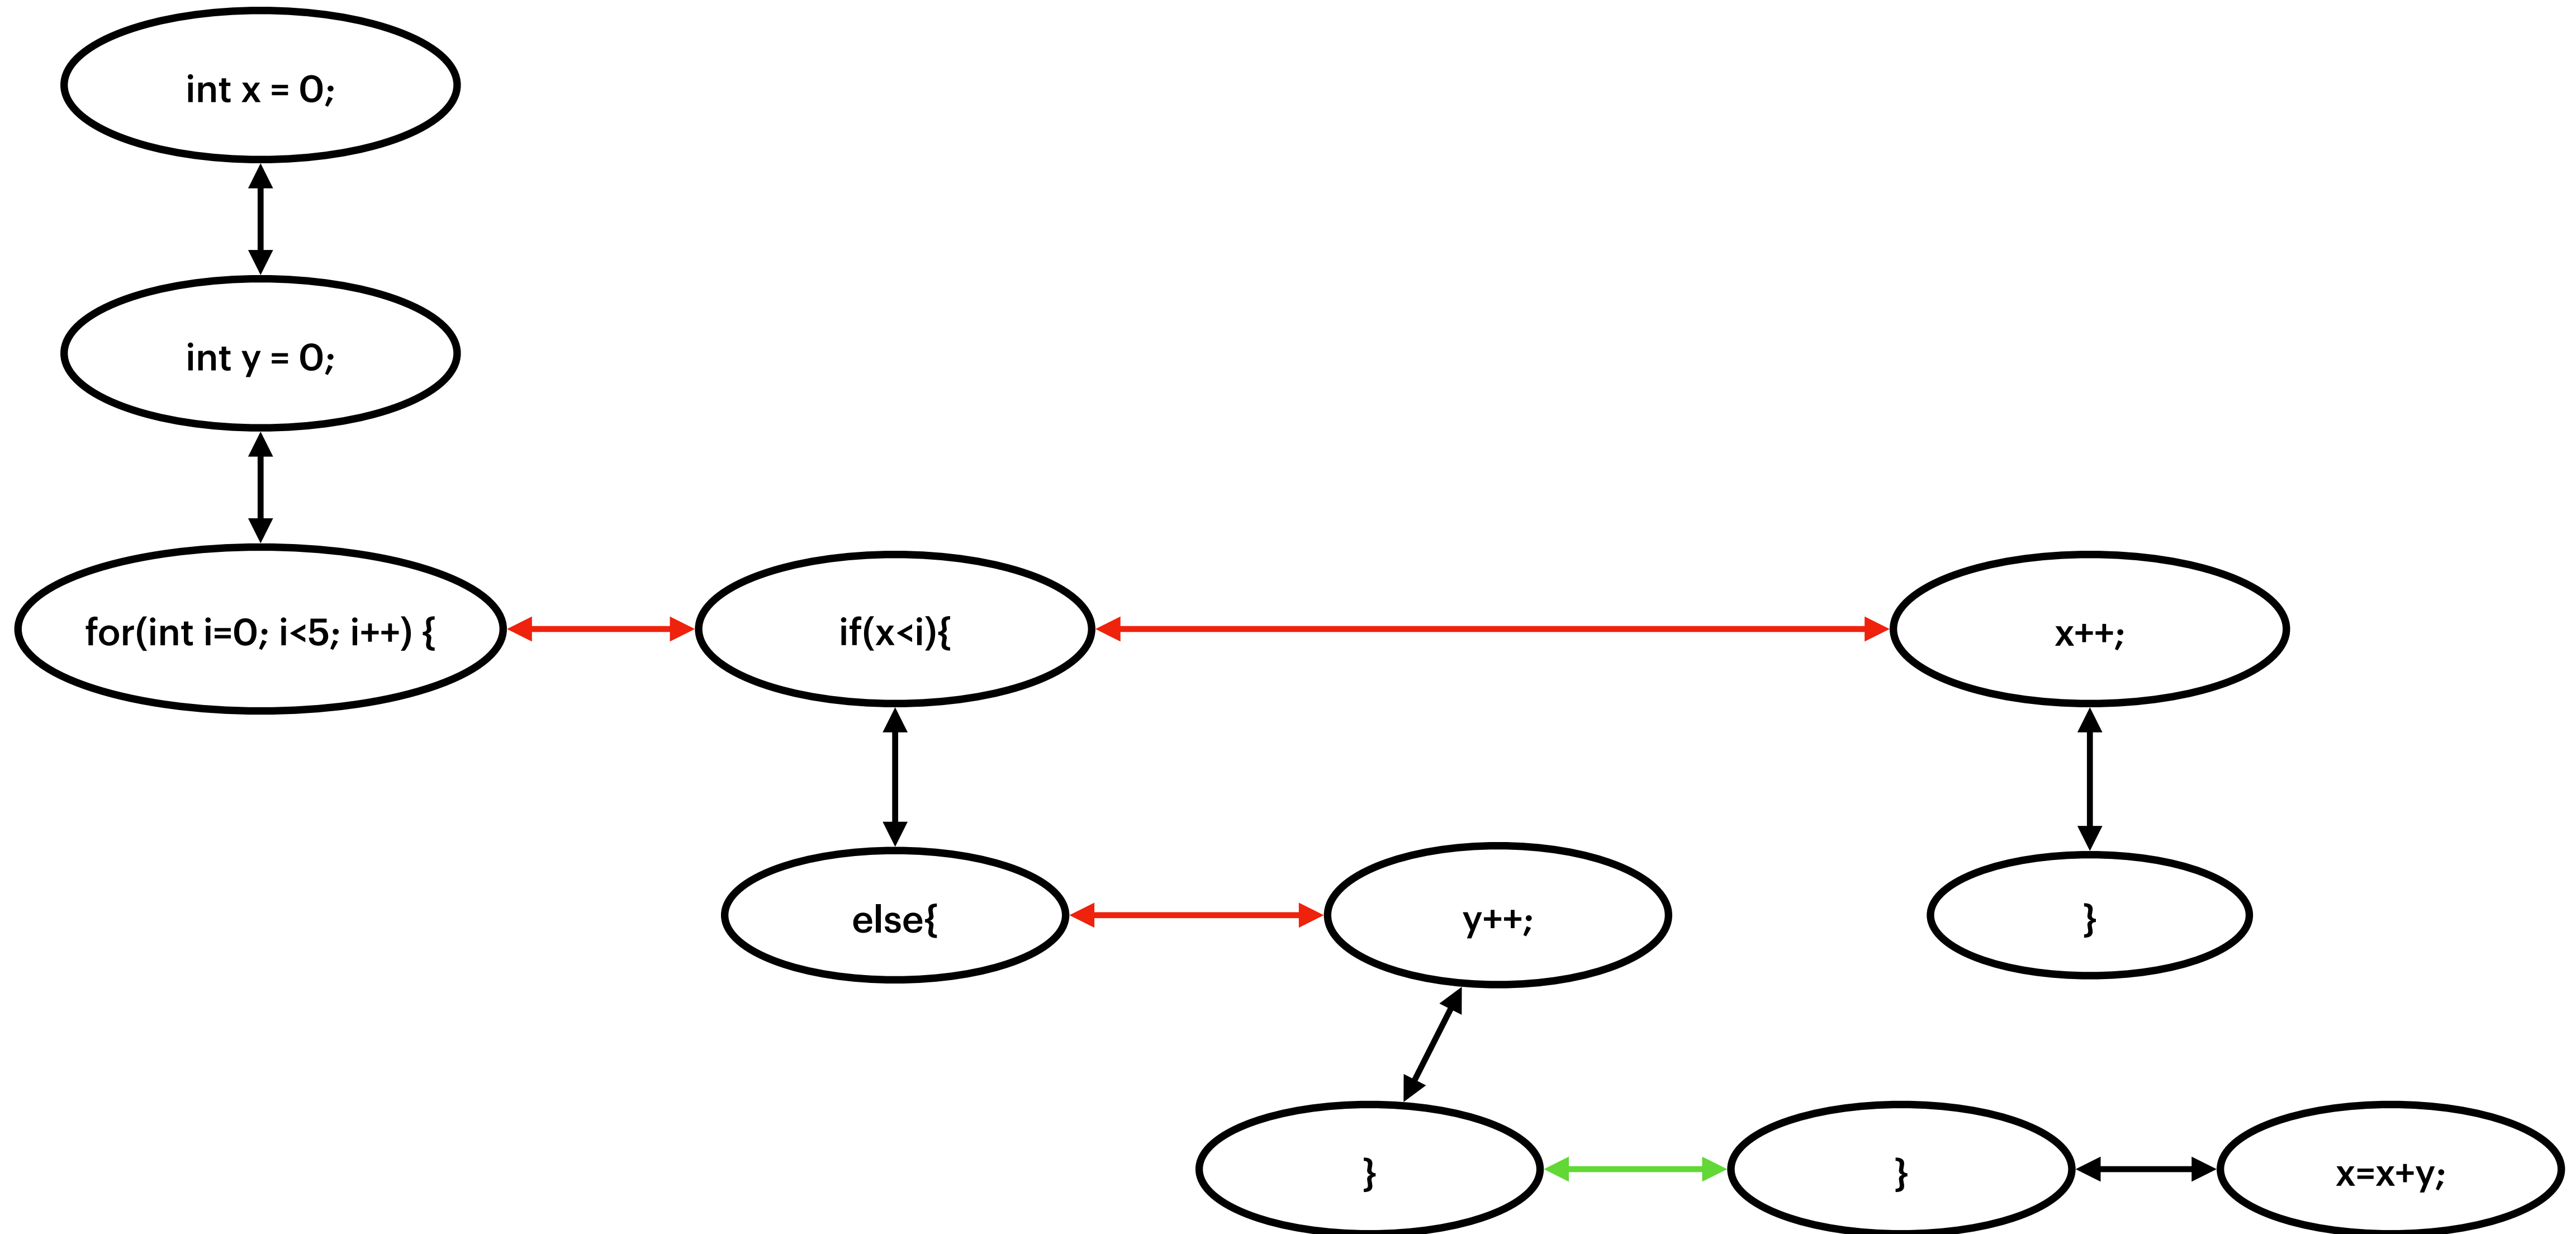 int x = 0;
int y = 0;
for(int i=0; i<5; i++) {
if(x<i){
x++;
else{
y++;
}
}
}
x=x+y;